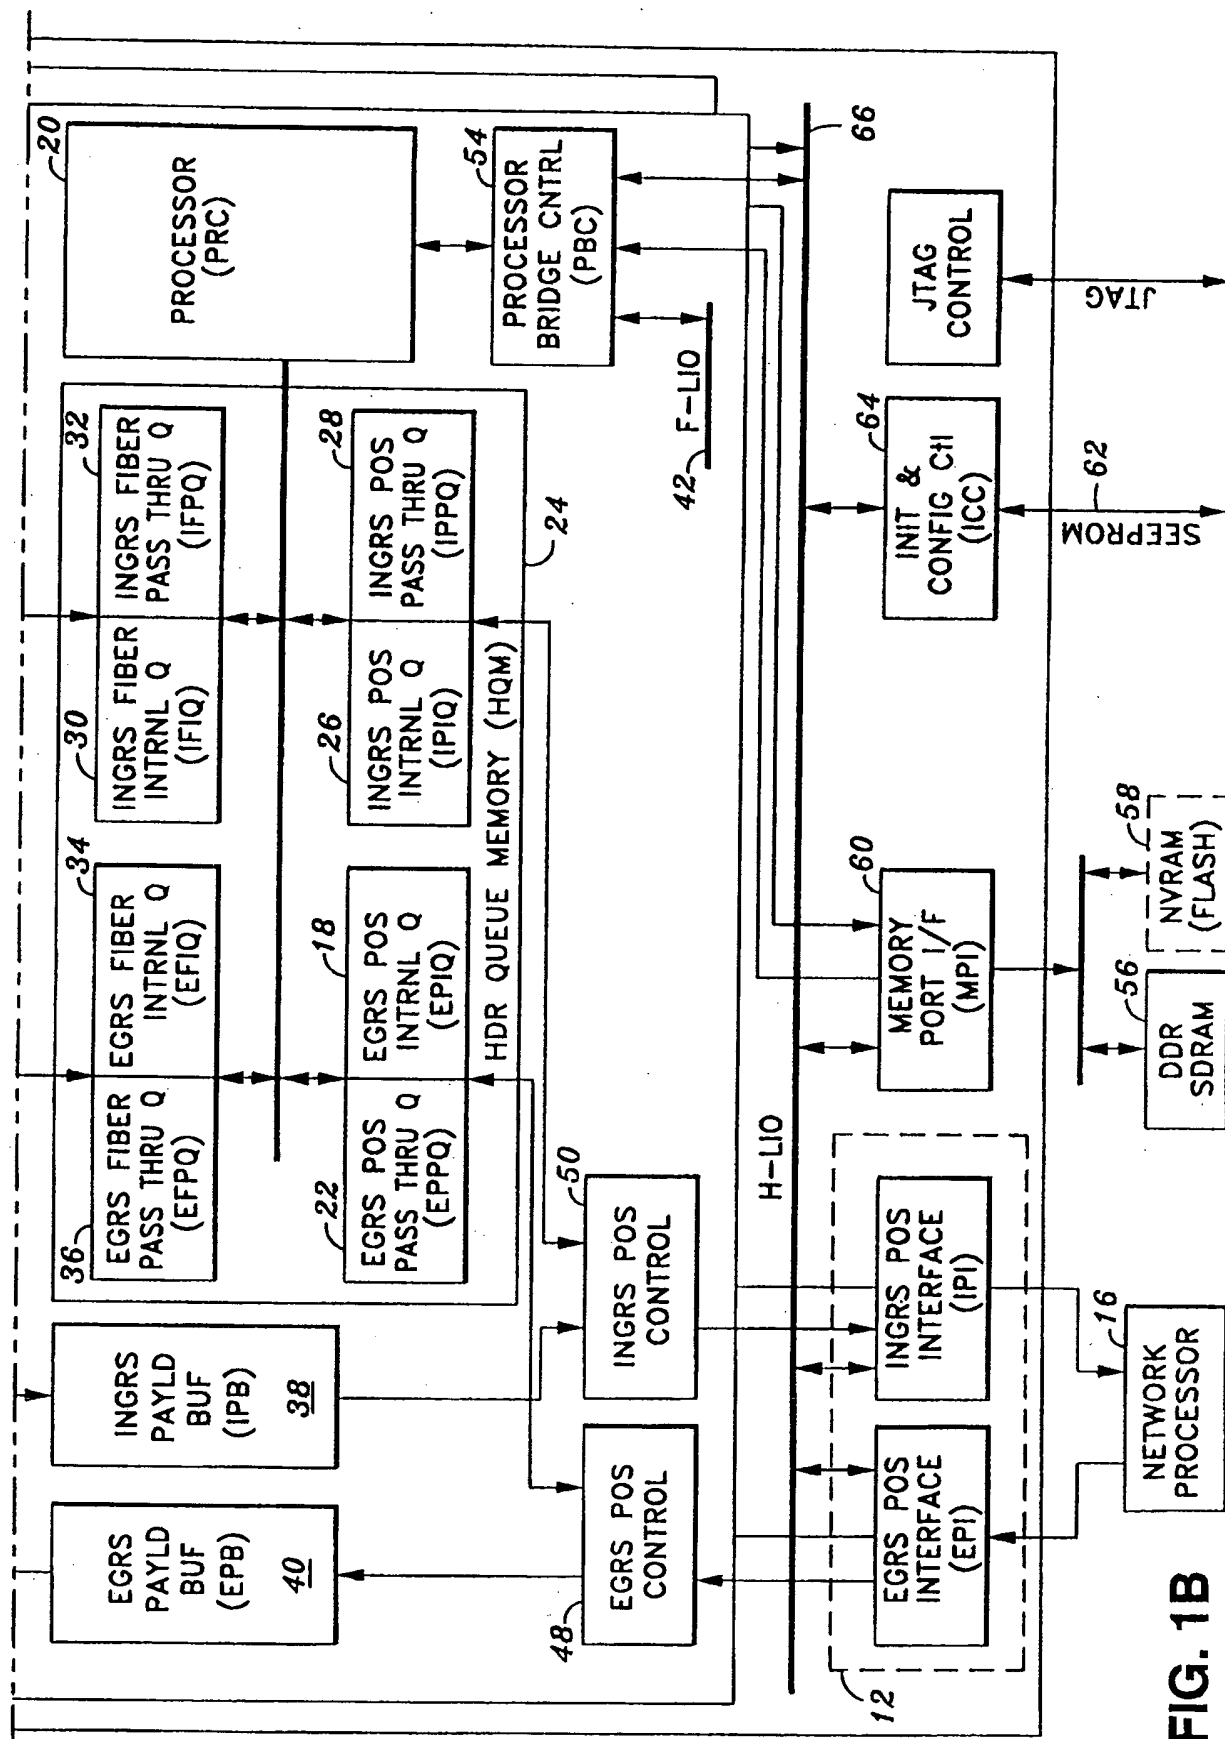 EGRS
PAYLD
BUF
(EPB)
40
INGRS
PAYLD
BUF
(IPB)
38
36
EGRS FIBER
PASS THRU Q
(EFPQ)
34
EGRS FIBER
INTRNL Q
(EFIQ)
30
INGRS FIBER
INTRNL Q
(IFIQ)
32
INGRS FIBER
PASS THRU Q
(IFPQ)
20
PROCESSOR
(PRC)
22
EGRS POS
PASS THRU Q
(EPPQ)
18
EGRS POS
INTRNL Q
(EPIQ)
26
INGRS POS
INTRNL Q
(IPIQ)
28
INGRS POS
PASS THRU Q
(IPPQ)
HDR QUEUE MEMORY (HQM)
24
54
PROCESSOR
BRIDGE CNTRL
(PBC)
42
F-LIO
48
EGRS POS
CONTROL
50
INGRS POS
CONTROL
H-LIO
66
12
EGRS POS
INTERFACE
(EPI)
INGRS POS
INTERFACE
(IPI)
60
MEMORY
PORT I/F
(MPI)
64
INIT &
CONFIG Ctl
(ICC)
JTAG
CONTROL
62
SEEPROM
JTAG
16
NETWORK
PROCESSOR
56
DDR
SDRAM
58
NVRAM
(FLASH)
FIG. 1B